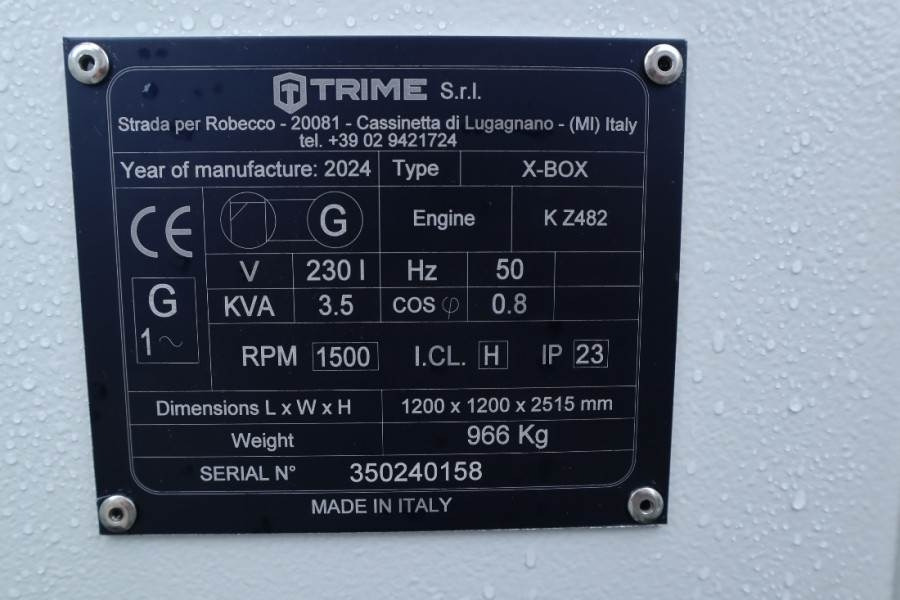 TRIME S.r.l.
Strada per Robecco - 20081 - Cassinetta di Lugagnano - (MI) Italy
tel. +39 02 9421724
Year of manufacture: 2024 Type X-BOX
CE G Engine K Z482
V 230 I Hz 50
G
1~
KVA 3.5 cos φ 0.8
RPM 1500 I.CL. H IP 23
Dimensions L x W x H 1200 x 1200 x 2515 mm
Weight 966 Kg
SERIAL N° 350240158
MADE IN ITALY